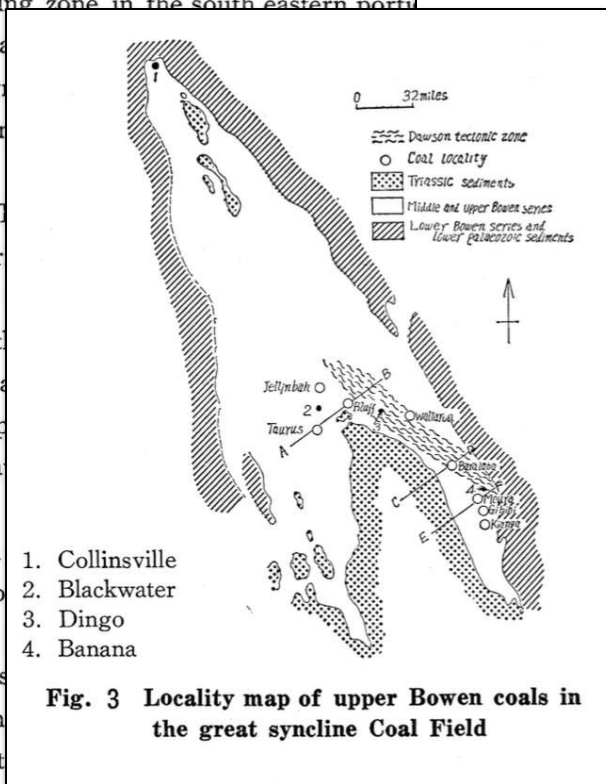 ing zone in the south eastern
1
0 32miles
Dawson tectonic zone
Coal locality
Triassic sediments
Middle and upper Bowen series
Lower Bowen series and
lower palaeozoic sediments
B
Jellinbah
2
Bluff
3
Wallaroo
Taurus
A
D
Baralaba
4
F
C
Moura
Gibihi
Kianga
E
1. Collinsville
2. Blackwater
3. Dingo
4. Banana
Fig. 3 Locality map of upper Bowen coals in
the great syncline Coal Field